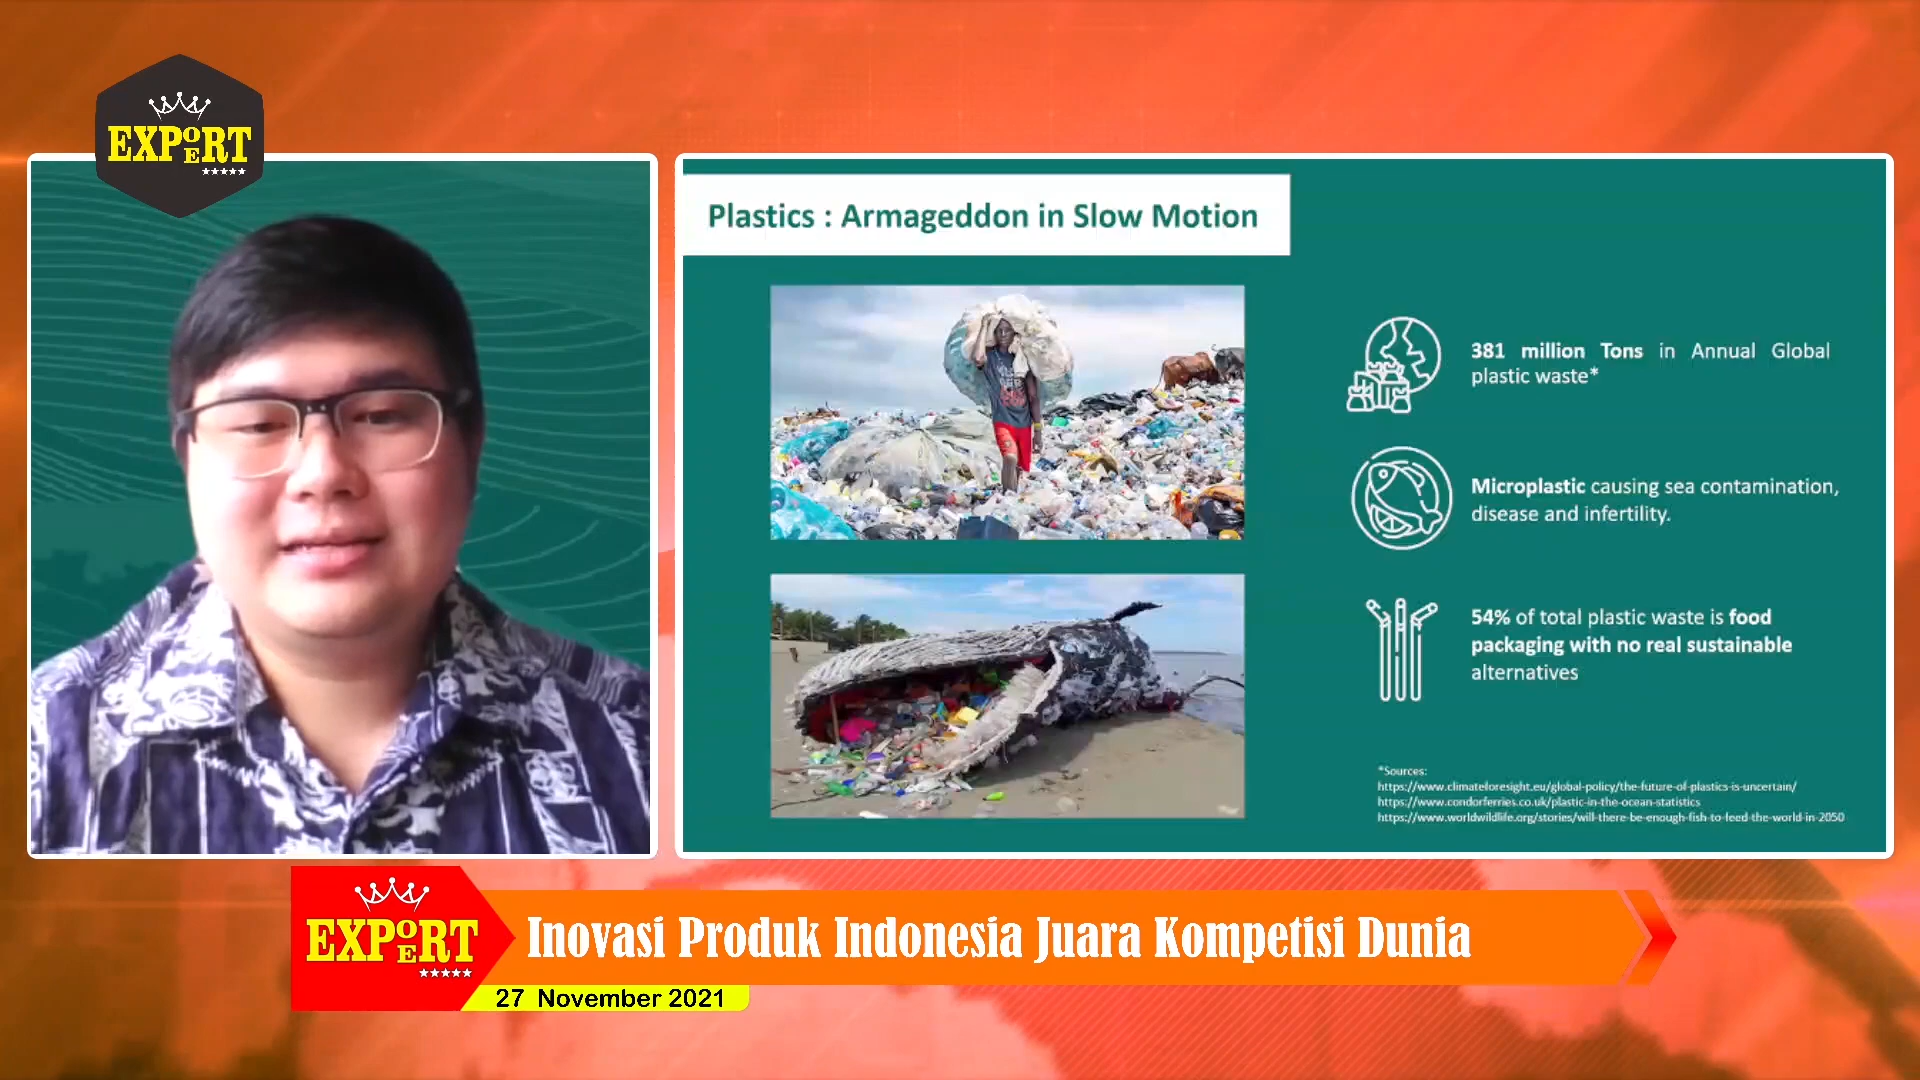 EXPOERT
Plastics : Armageddon in Slow Motion
381 million Tons in Annual Global
plastic waste*
Microplastic causing sea contamination,
disease and infertility.
54% of total plastic waste is food
packaging with no real sustainable
alternatives
*Sources:
https://www.climateforesight.eu/global-policy/the-future-of-plastics-is-uncertain/
https://www.condorferries.co.uk/plastic-in-the-ocean-statistics
https://www.worldwildlife.org/stories/will-there-be-enough-fish-to-feed-the-world-in-2050
EXPOERT
Inovasi Produk Indonesia Juara Kompetisi Dunia
27 November 2021